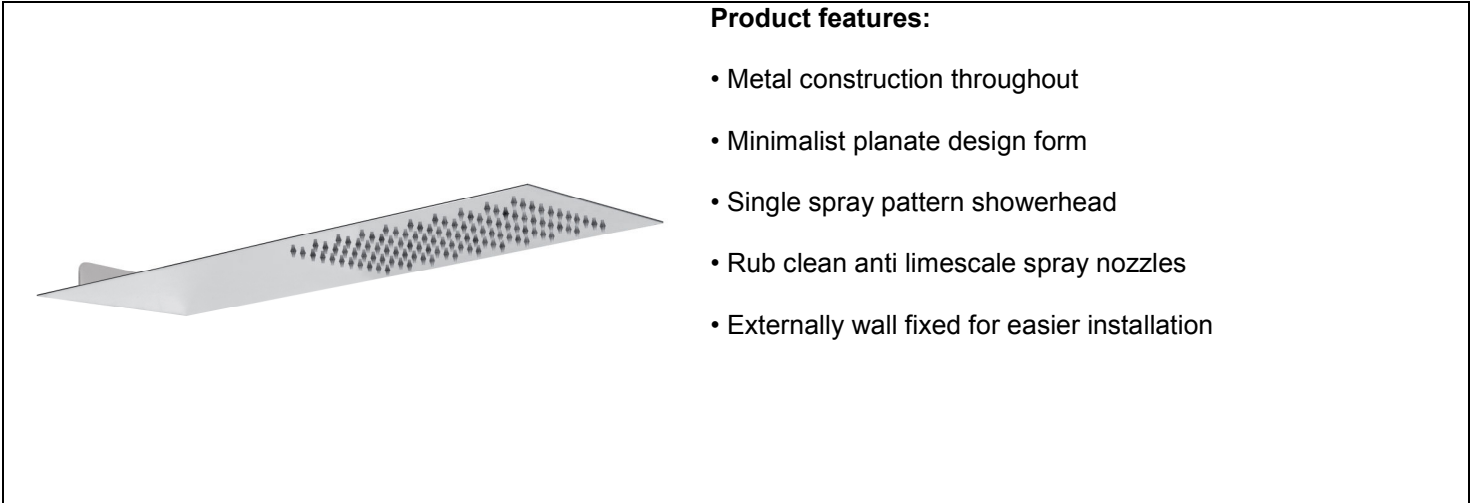 Product features:
• Metal construction throughout
• Minimalist planate design form
• Single spray pattern showerhead
• Rub clean anti limescale spray nozzles
• Externally wall fixed for easier installation